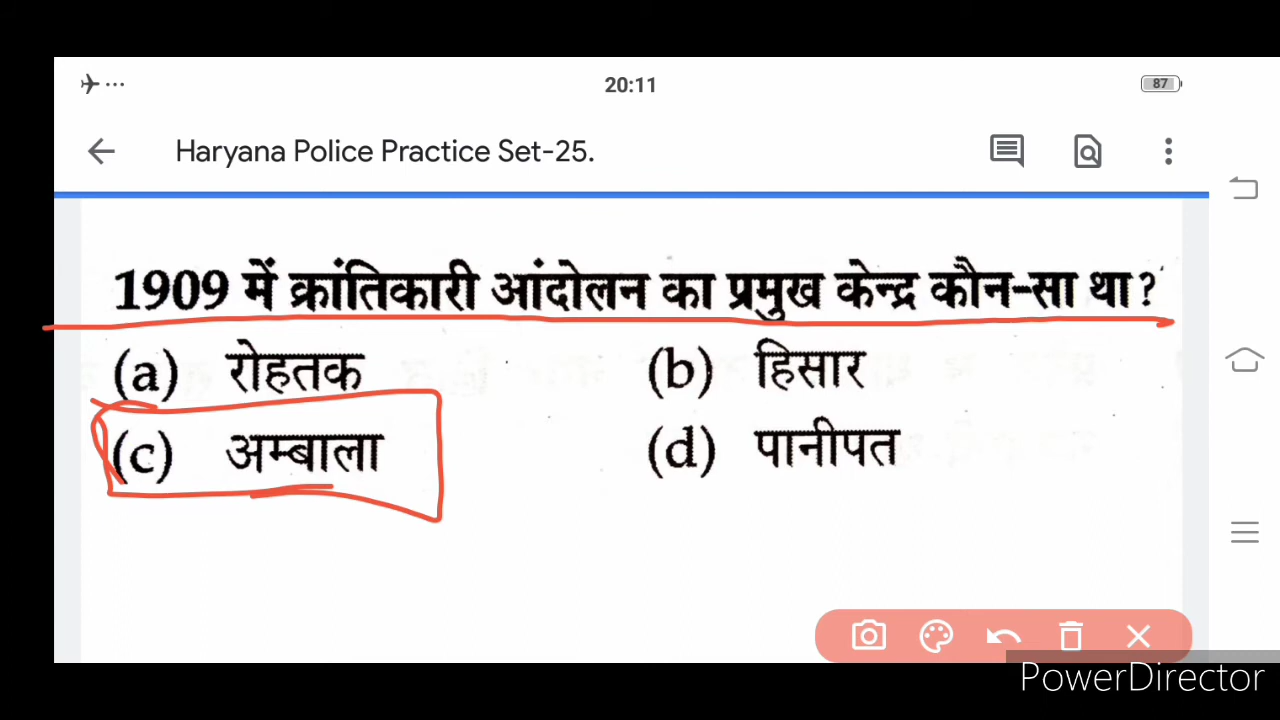 20:11
87
Haryana Police Practice Set-25.
1909 में क्रांतिकारी आंदोलन का प्रमुख केन्द्र कौन-सा था?
(a) रोहतक (b) हिसार
(c) अम्बाला (d) पानीपत
PowerDirector